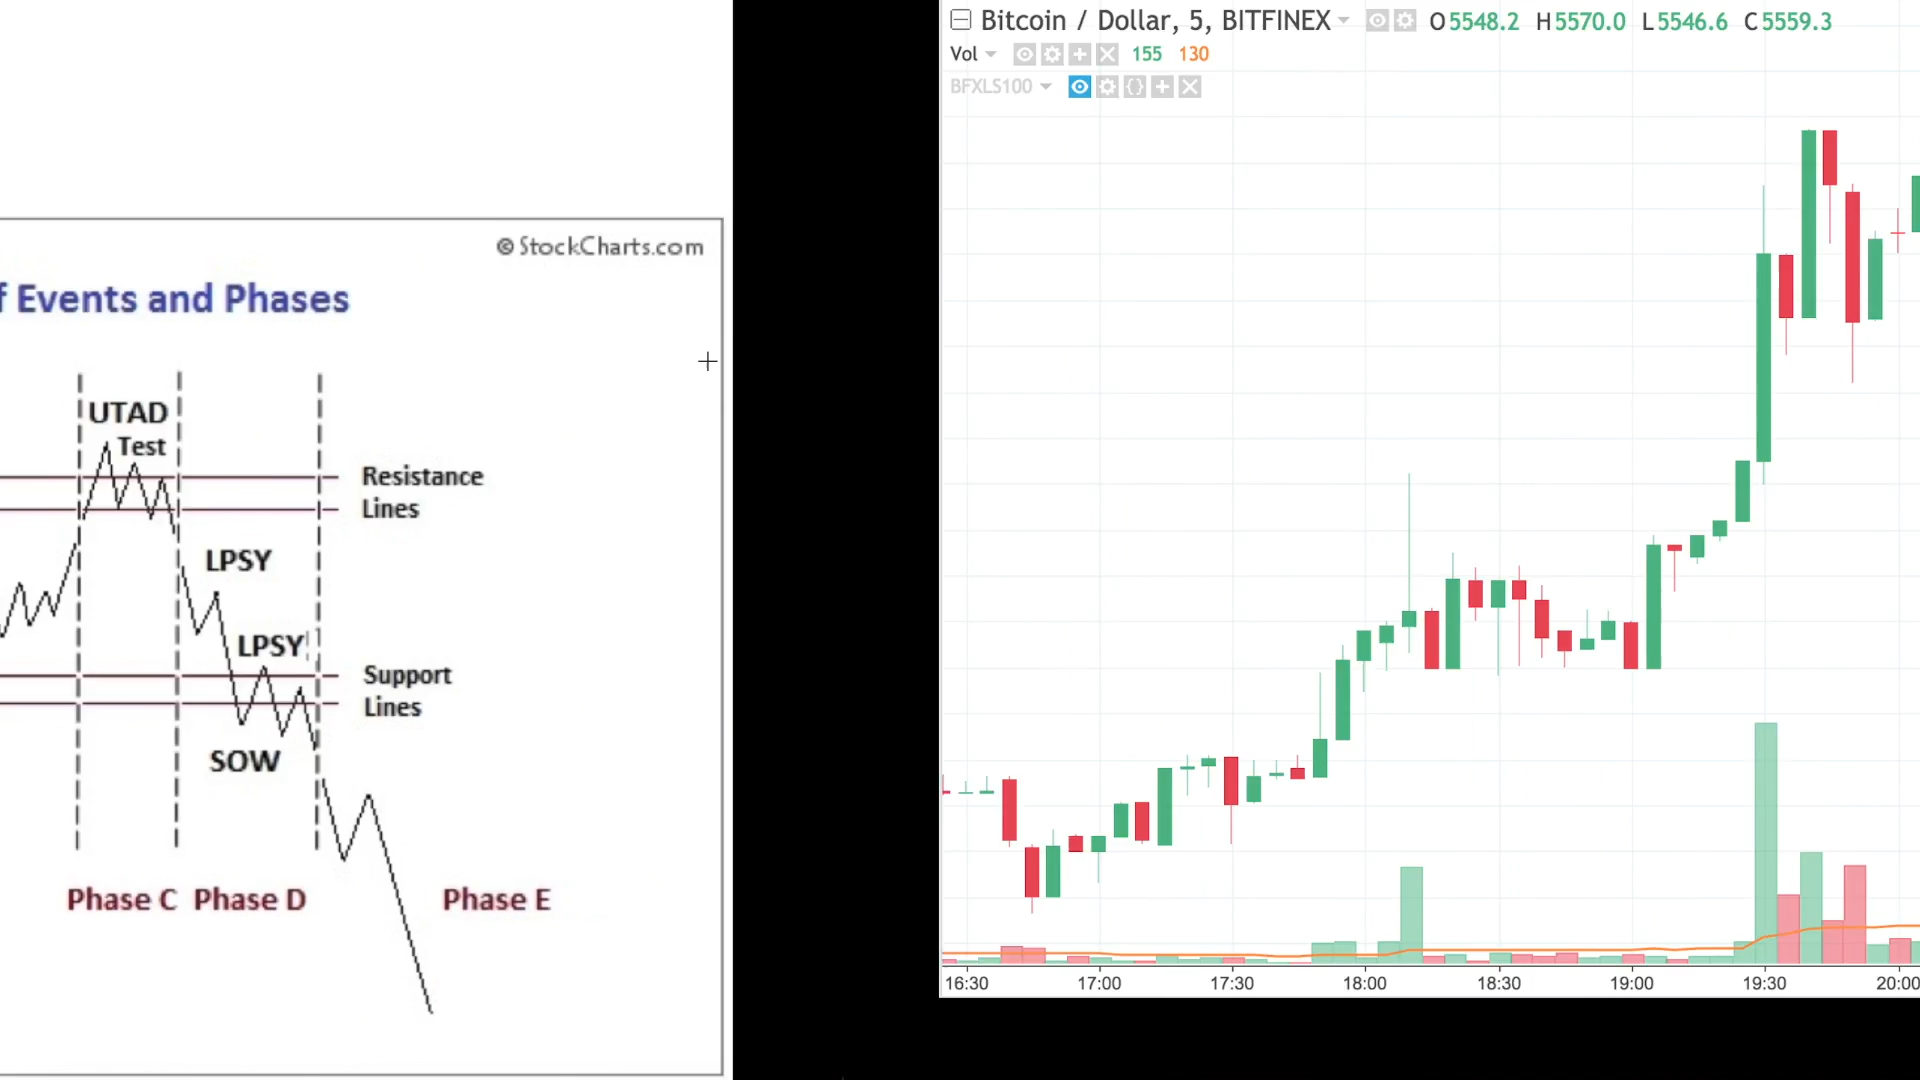 © StockCharts.com
f Events and Phases
UTAD
Test
Resistance
Lines
LPSY
LPSY
Support
Lines
SOW
Phase C Phase D Phase E
Bitcoin / Dollar, 5, BITFINEX O5548.2 H5570.0 L5546.6 C5559.3
Vol 155 130
BFXLS100
16:30 17:00 17:30 18:00 18:30 19:00 19:30 20:00